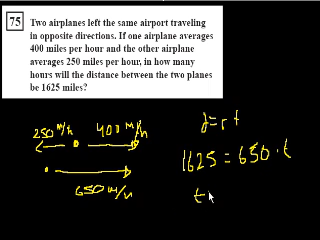 75 Two airplanes left the same airport traveling
in opposite directions. If one airplane averages
400 miles per hour and the other airplane
averages 250 miles per hour, in how many
hours will the distance between the two planes
be 1625 miles?
250 m/h 400 m/h
d=rt
1625 = 650 · t
650 m/h
t